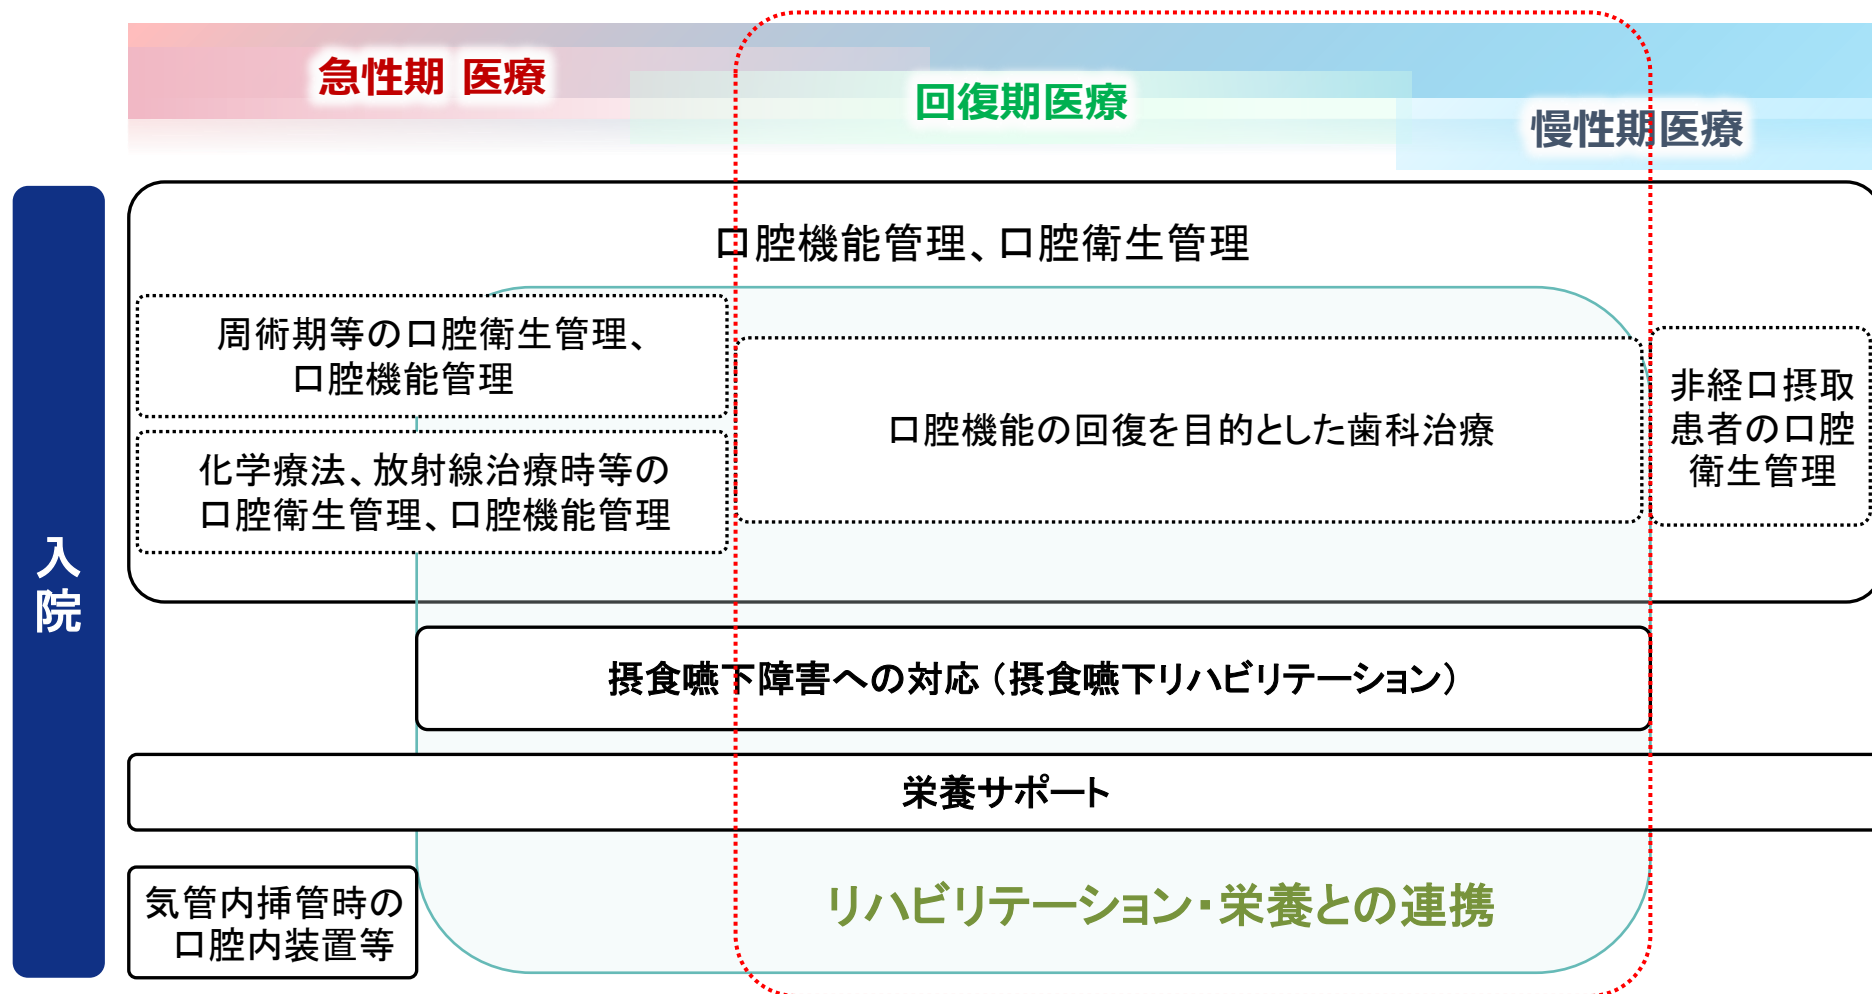 急性期 医療
回復期医療
慢性期医療
入院
口腔機能管理、口腔衛生管理
周術期等の口腔衛生管理、
口腔機能管理
化学療法、放射線治療時等の
口腔衛生管理、口腔機能管理
口腔機能の回復を目的とした歯科治療
非経口摂取
患者の口腔
衛生管理
摂食嚥下障害への対応（摂食嚥下リハビリテーション）
栄養サポート
気管内挿管時の
口腔内装置等
リハビリテーション・栄養との連携